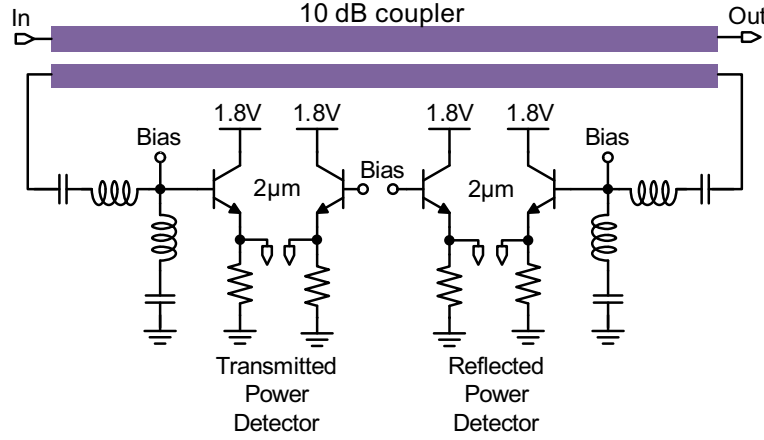 10 dB coupler
In
Out
1.8V
1.8V
1.8V
1.8V
Bias
Bias
Bias
2µm
2µm
Transmitted
Power
Detector
Reflected
Power
Detector